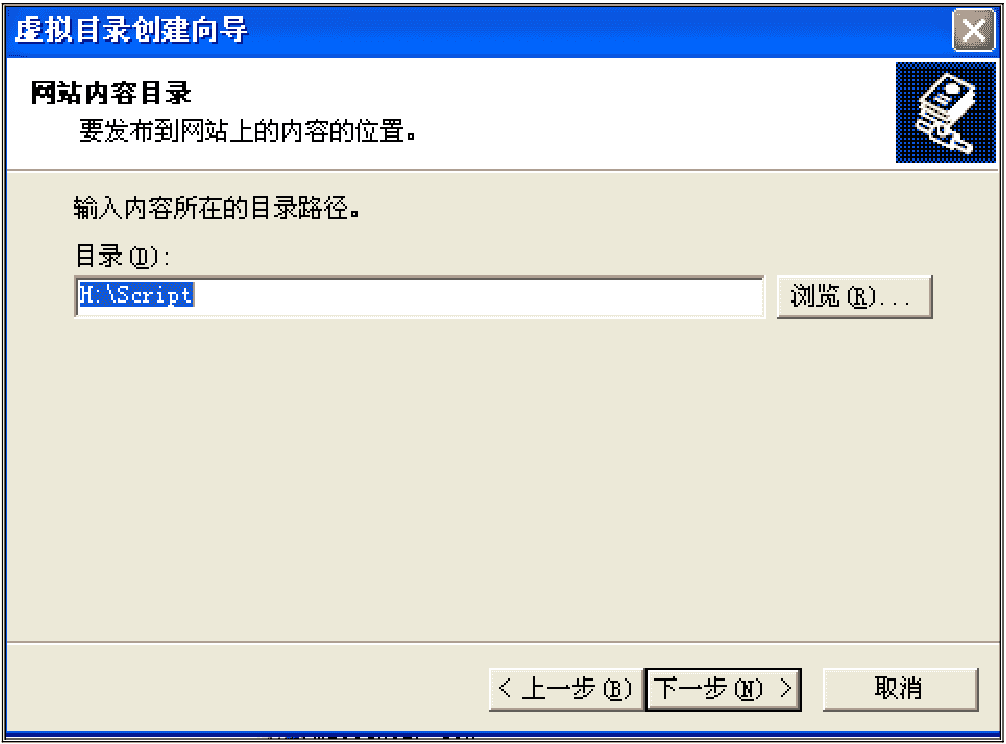 虚拟目录创建向导
网站内容目录
要发布到网站上的内容的位置。
输入内容所在的目录路径。
目录(D):
H:\Script
浏览(R)...
< 上一步(B)
下一步(N) >
取消